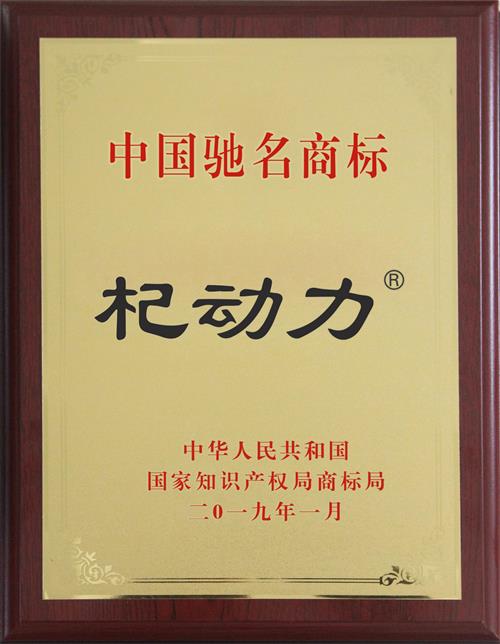 中国驰名商标
杞动力®
中华人民共和国
国家知识产权局商标局
二0一九年一月